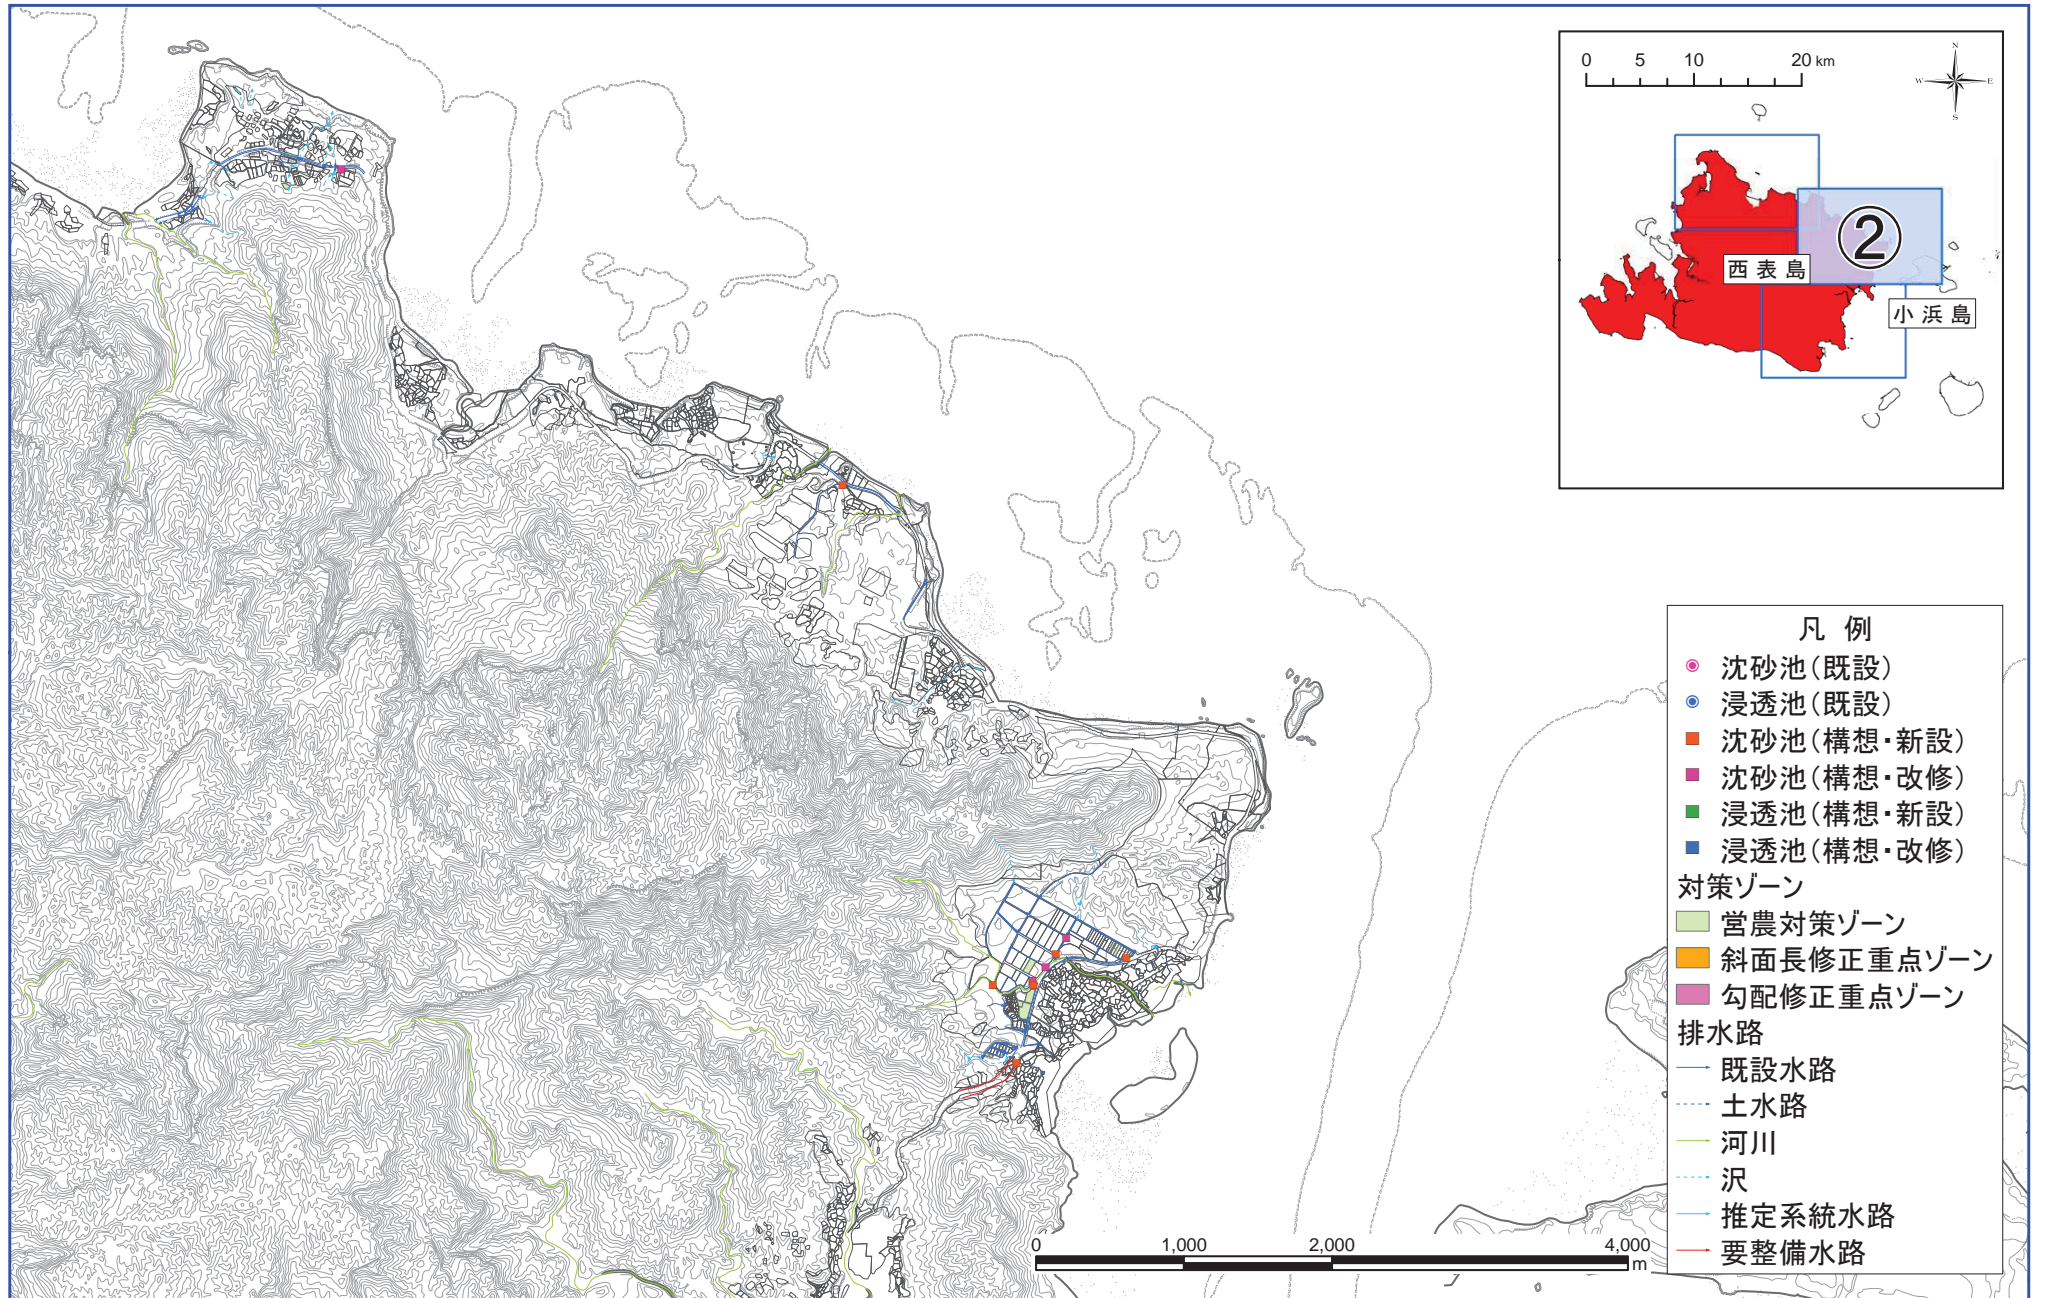 0 5 10 20 km
N
W E
S
②
西表島
小浜島
凡 例
沈砂池(既設)
浸透池(既設)
沈砂池(構想・新設)
沈砂池(構想・改修)
浸透池(構想・新設)
浸透池(構想・改修)
対策ゾーン
営農対策ゾーン
斜面長修正重点ゾーン
勾配修正重点ゾーン
排水路
既設水路
土水路
河川
沢
推定系統水路
要整備水路
0 1,000 2,000 4,000
m